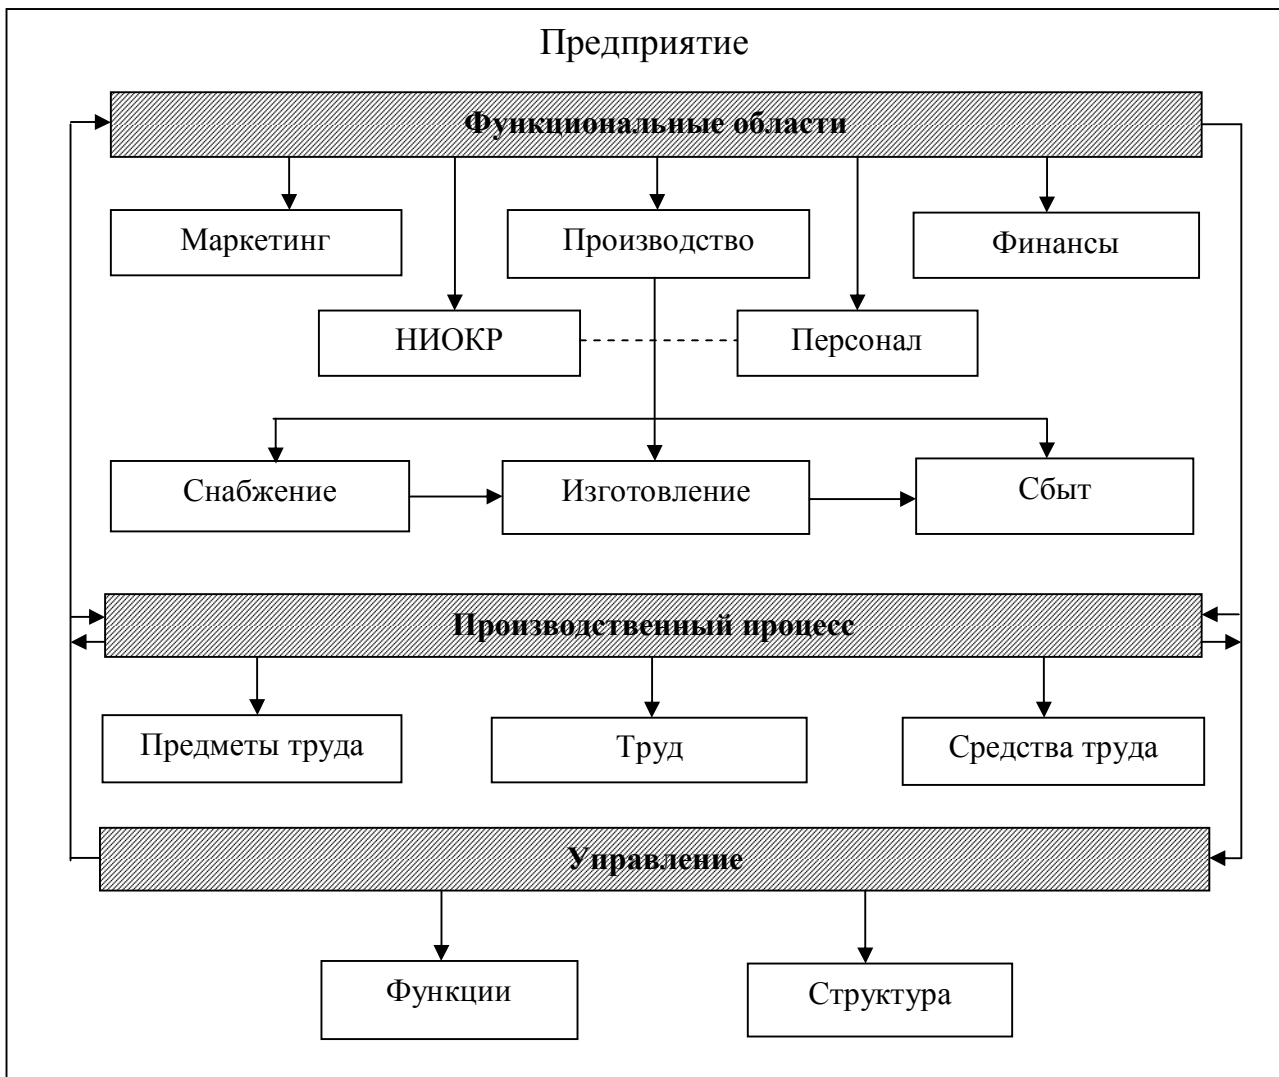 Предприятие
Функциональные области
Маркетинг
Производство
Финансы
НИОКР
Персонал
Снабжение
Изготовление
Сбыт
Производственный процесс
Предметы труда
Труд
Средства труда
Управление
Функции
Структура